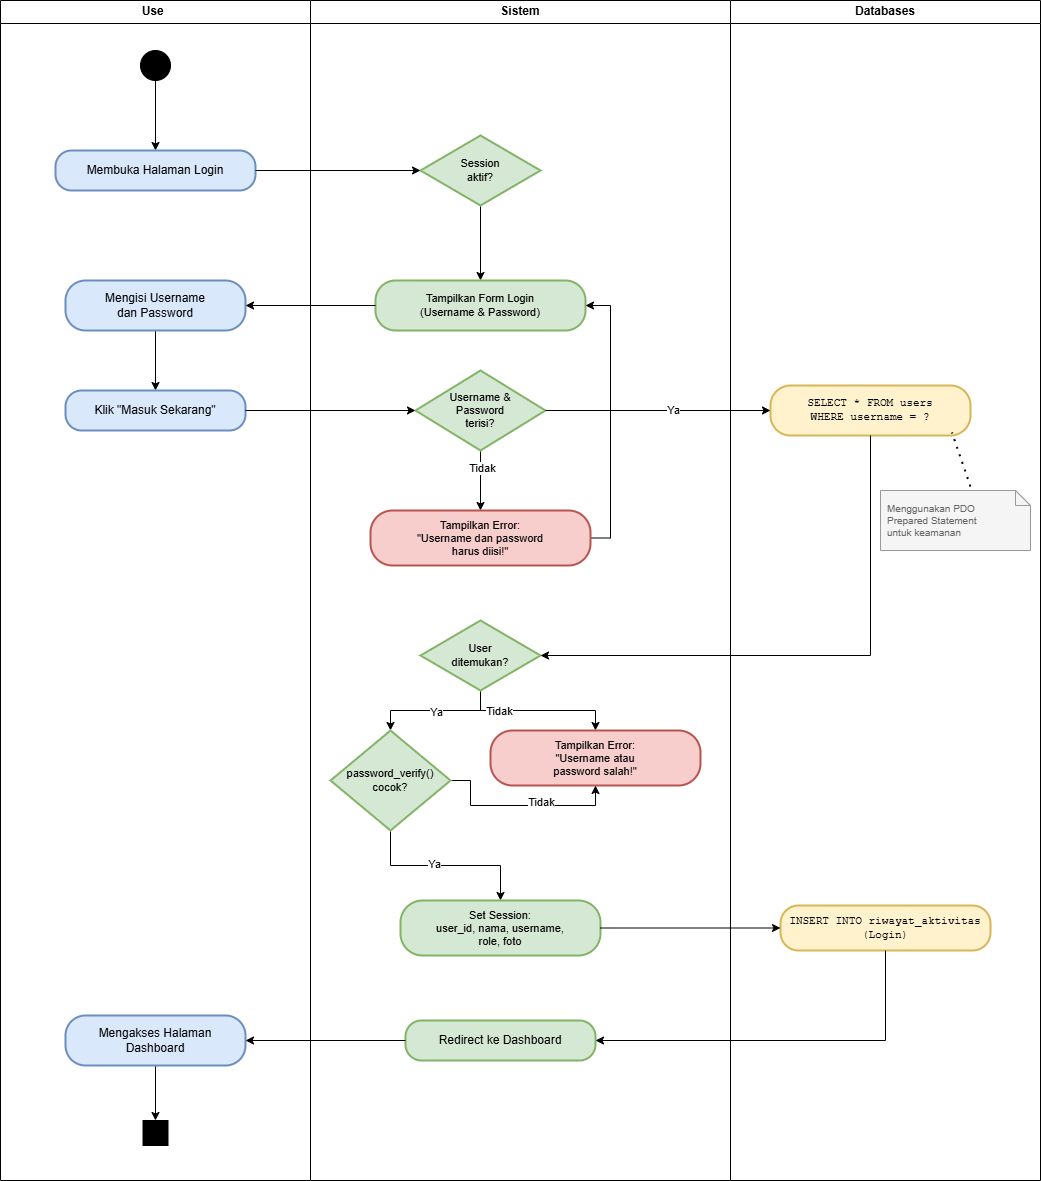 Use
Sistem
Databases
Membuka Halaman Login
Session
aktif?
Mengisi Username
dan Password
Tampilkan Form Login
(Username & Password)
Klik "Masuk Sekarang"
Username &
Password
terisi?
Ya
SELECT * FROM users
WHERE username = ?
Tidak
Menggunakan PDO
Prepared Statement
untuk keamanan
Tampilkan Error:
"Username dan password
harus diisi!"
User
ditemukan?
Ya
Tidak
password_verify()
cocok?
Tampilkan Error:
"Username atau
password salah!"
Tidak
Ya
Set Session:
user_id, nama, username,
role, foto
INSERT INTO riwayat_aktivitas
(Login)
Mengakses Halaman
Dashboard
Redirect ke Dashboard